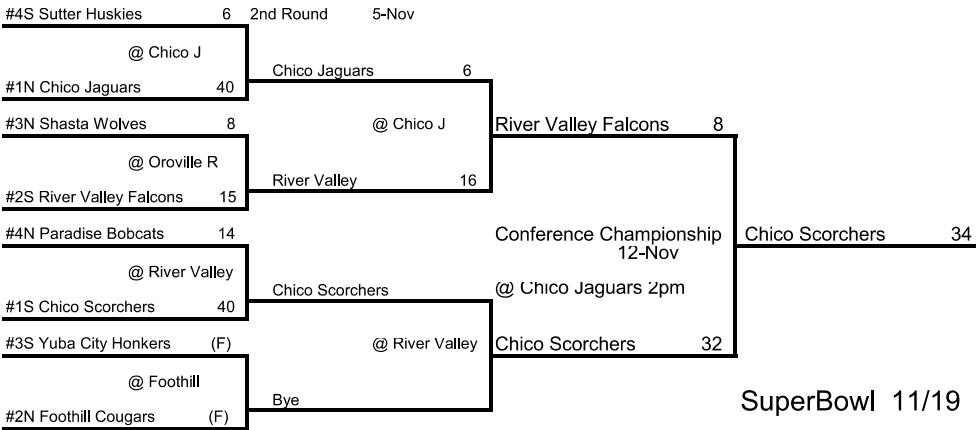 #4S Sutter Huskies 6 2nd Round 5-Nov
@ Chico J
Chico Jaguars 6
#1N Chico Jaguars 40
#3N Shasta Wolves 8
@ Chico J
River Valley Falcons 8
@ Oroville R
River Valley 16
#2S River Valley Falcons 15
#4N Paradise Bobcats 14
Conference Championship
12-Nov
Chico Scorchers 34
@ River Valley
Chico Scorchers
@ Chico Jaguars 2pm
#1S Chico Scorchers 40
#3S Yuba City Honkers (F)
@ River Valley
Chico Scorchers 32
@ Foothill
Bye
SuperBowl 11/19
#2N Foothill Cougars (F)